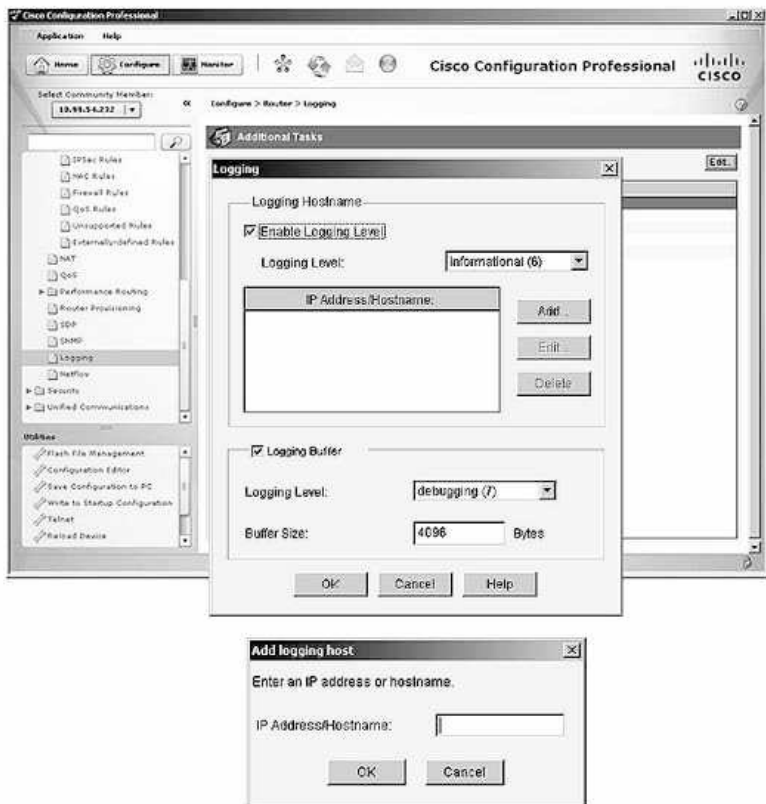 Cisco Configuration Professional
Application Help
Home Configure Monitor
Cisco Configuration Professional
CISCO
Select Community Member:
10.99.54.232
Configure > Router > Logging
Additional Tasks
Edit.
IPSec Rules
NAC Rules
Firewall Rules
QoS Rules
Unsupported Rules
Externally-defined Rules
NAT
QoS
Performance Routing
Router Provisioning
SDP
SNMP
Logging
Netflow
Security
Unified Communications
Utilities
Flash File Management
Configuration Editor
Save Configuration to PC
Write to Startup Configuration
Telnet
Reload Device
Logging
Logging Hostname
Enable Logging Level
Logging Level: Informational (6)
IP Address/Hostname:
Add...
Edit...
Delete
Logging Buffer
Logging Level: debugging (7)
Buffer Size: 4096 Bytes
OK Cancel Help
Add logging host
Enter an IP address or hostname.
IP Address/Hostname:
OK Cancel